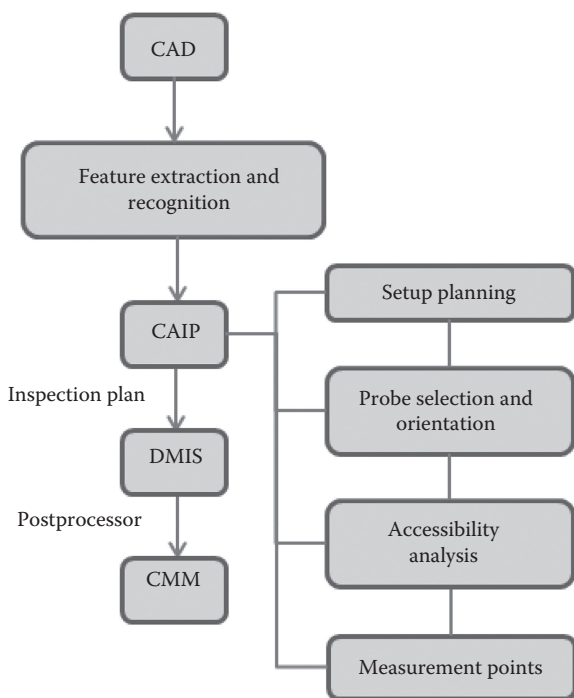 CAD
Feature extraction and
recognition
CAIP
Setup planning
Inspection plan
Probe selection and
orientation
DMIS
Postprocessor
Accessibility
analysis
CMM
Measurement points